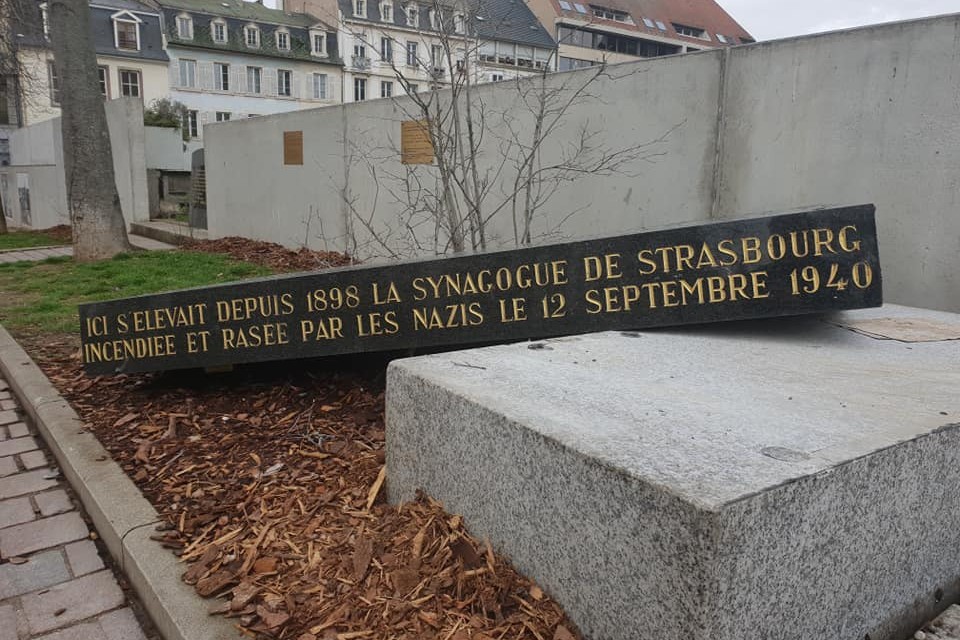 ICI S'ELEVAIT DEPUIS 1898 LA SYNAGOGUE DE STRASBOURG
INCENDIEE ET RASEE PAR LES NAZIS LE 12 SEPTEMBRE 1940